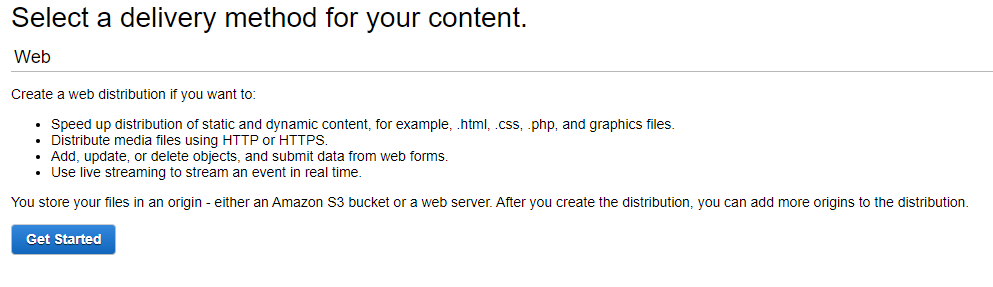 Select a delivery method for your content.
Web
Create a web distribution if you want to:
• Speed up distribution of static and dynamic content, for example, .html, .css, .php, and graphics files.
• Distribute media files using HTTP or HTTPS.
• Add, update, or delete objects, and submit data from web forms.
• Use live streaming to stream an event in real time.
You store your files in an origin - either an Amazon S3 bucket or a web server. After you create the distribution, you can add more origins to the distribution.
Get Started